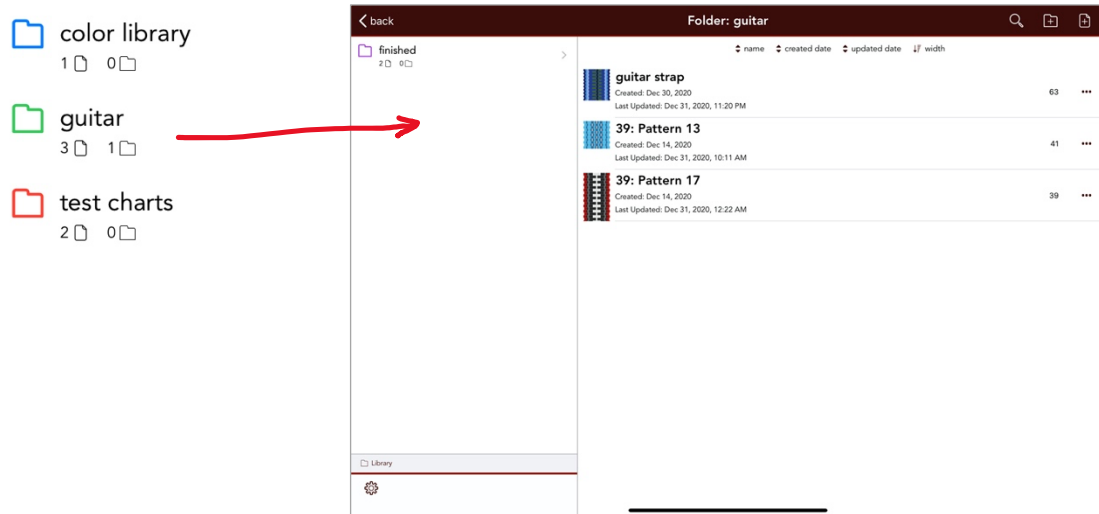 color library
1 0
guitar
3 1
test charts
2 0
back
Folder: guitar
finished
2 0
name created date updated date width
guitar strap
Created: Dec 30, 2020
Last Updated: Dec 31, 2020, 11:20 PM
63
39: Pattern 13
Created: Dec 14, 2020
Last Updated: Dec 31, 2020, 10:11 AM
41
39: Pattern 17
Created: Dec 14, 2020
Last Updated: Dec 31, 2020, 12:22 AM
39
Library